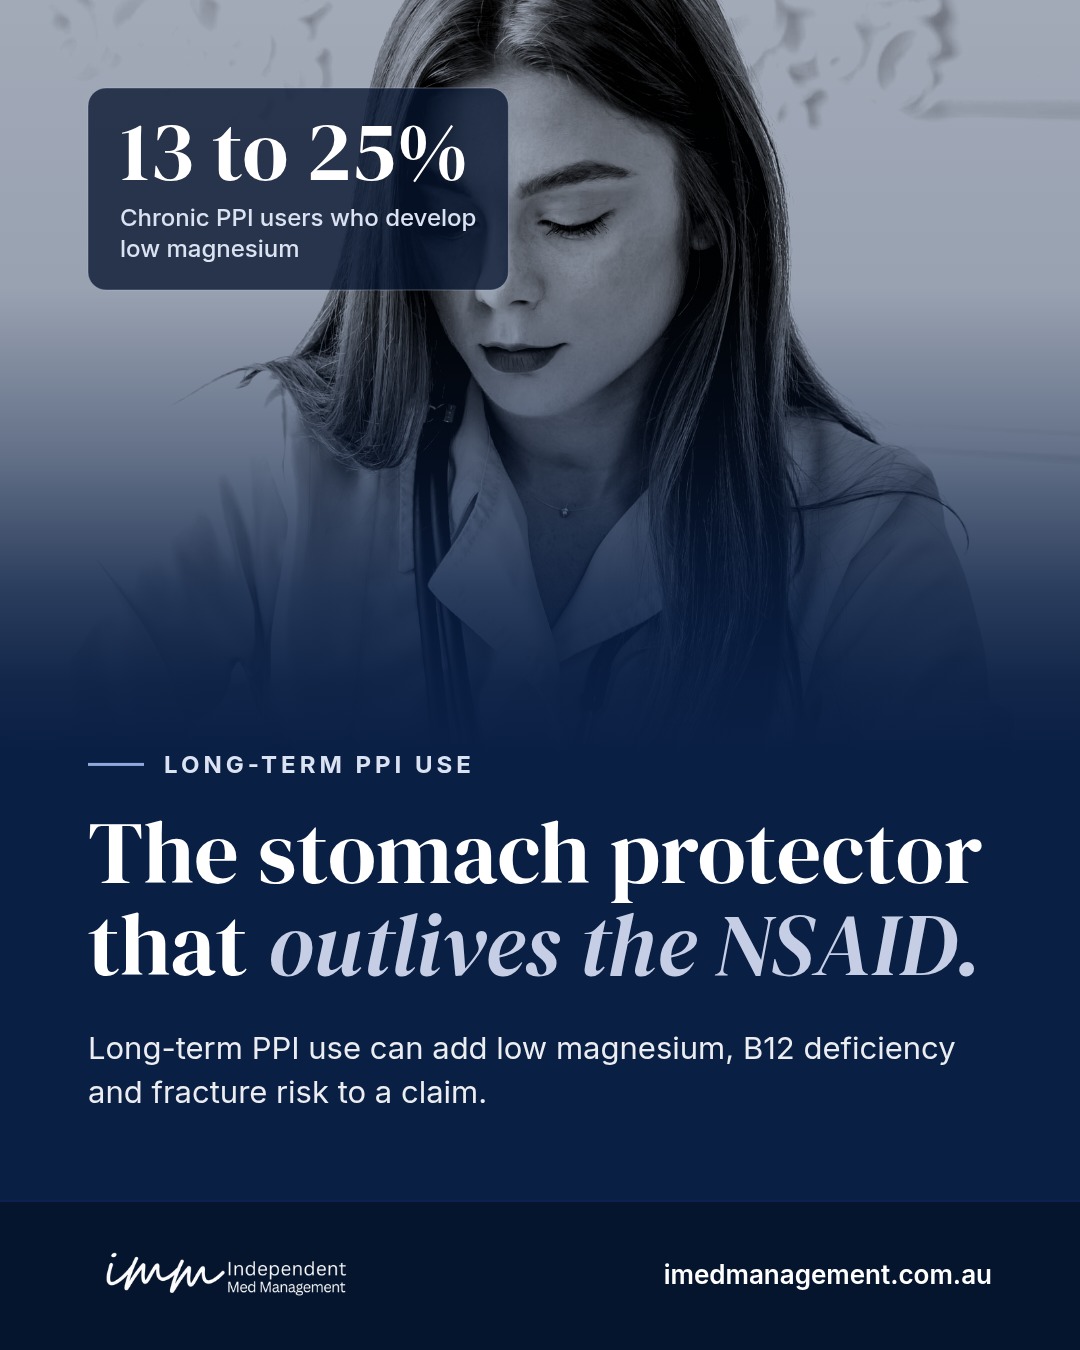 13 to 25%
Chronic PPI users who develop
low magnesium
LONG-TERM PPI USE
The stomach protector
that outlives the NSAID.
Long-term PPI use can add low magnesium, B12 deficiency
and fracture risk to a claim.
imm Independent
Med Management
imedmanagement.com.au